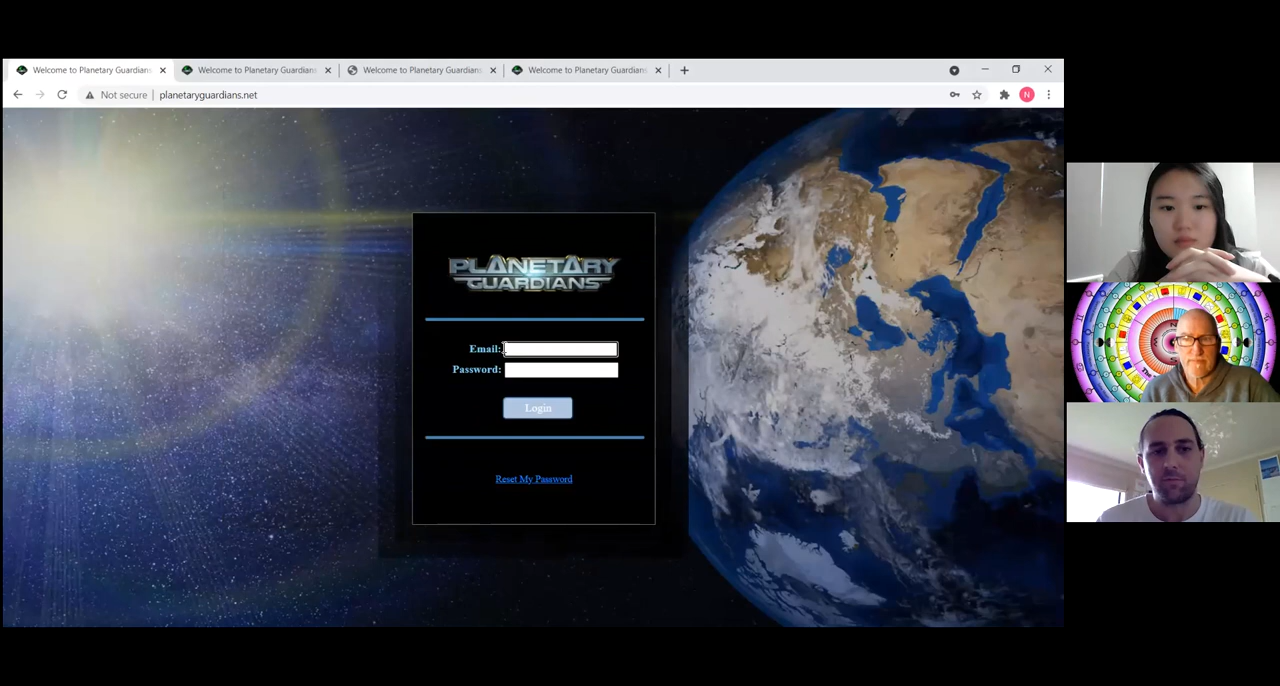 Welcome to Planetary Guardians
Welcome to Planetary Guardians
Welcome to Planetary Guardians
Welcome to Planetary Guardians
Not secure
planetaryguardians.net
N
PLANETARY
GUARDIANS
Email:
Password:
Login
Reset My Password